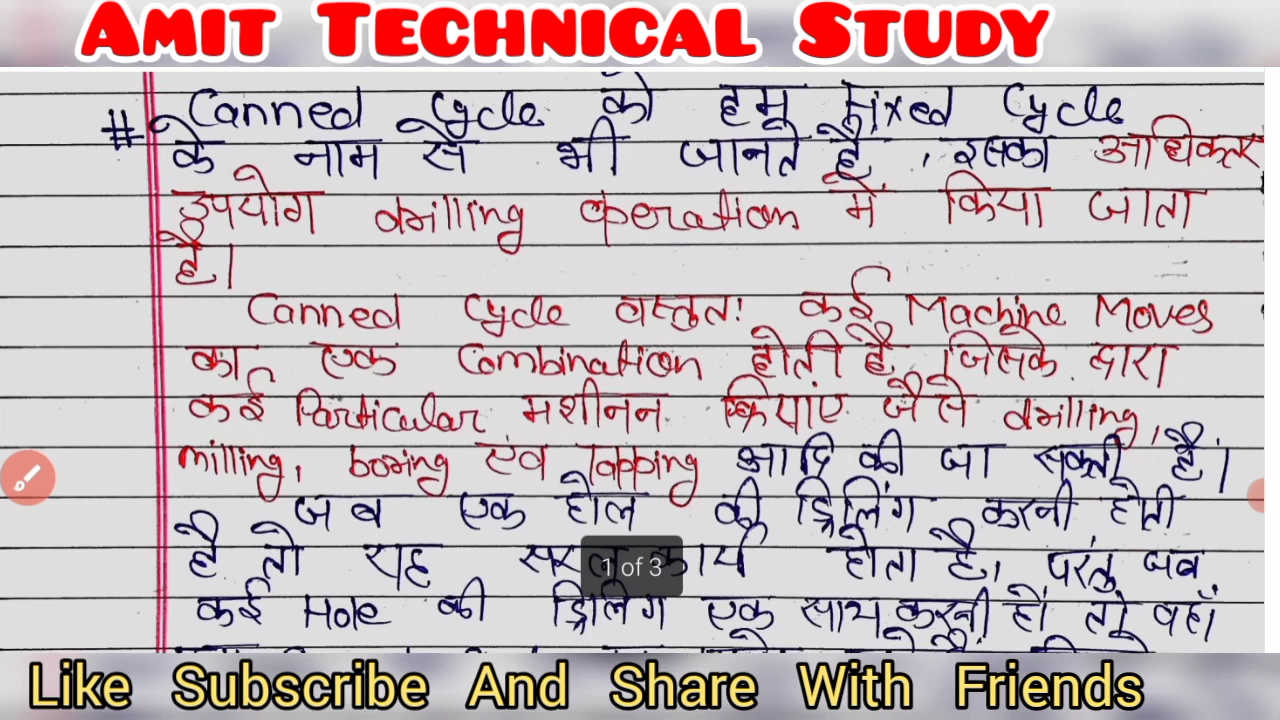 AMIT TECHNICAL STUDY
# Canned Cycle को हम Fixed Cycle
के नाम से भी जानते है, इसका अधिकतर
उपयोग drilling operation में किया जाता
है।
Canned Cycle वस्तुतः कई Machine Moves
का एक Combination होती है, जिसके द्वारा
कई Particular मशीनन क्रियाएं जैसे drilling,
milling, boring एंव Tapping आदि की जा सकती है।
जब एक होल की ड्रिलिंग करनी होती
है तो यह सरल कार्य होता है, परंतु जब
1 of 3
कई Hole की ड्रिलिंग एक साथ करनी हो तो वहाँ
Like Subscribe And Share With Friends